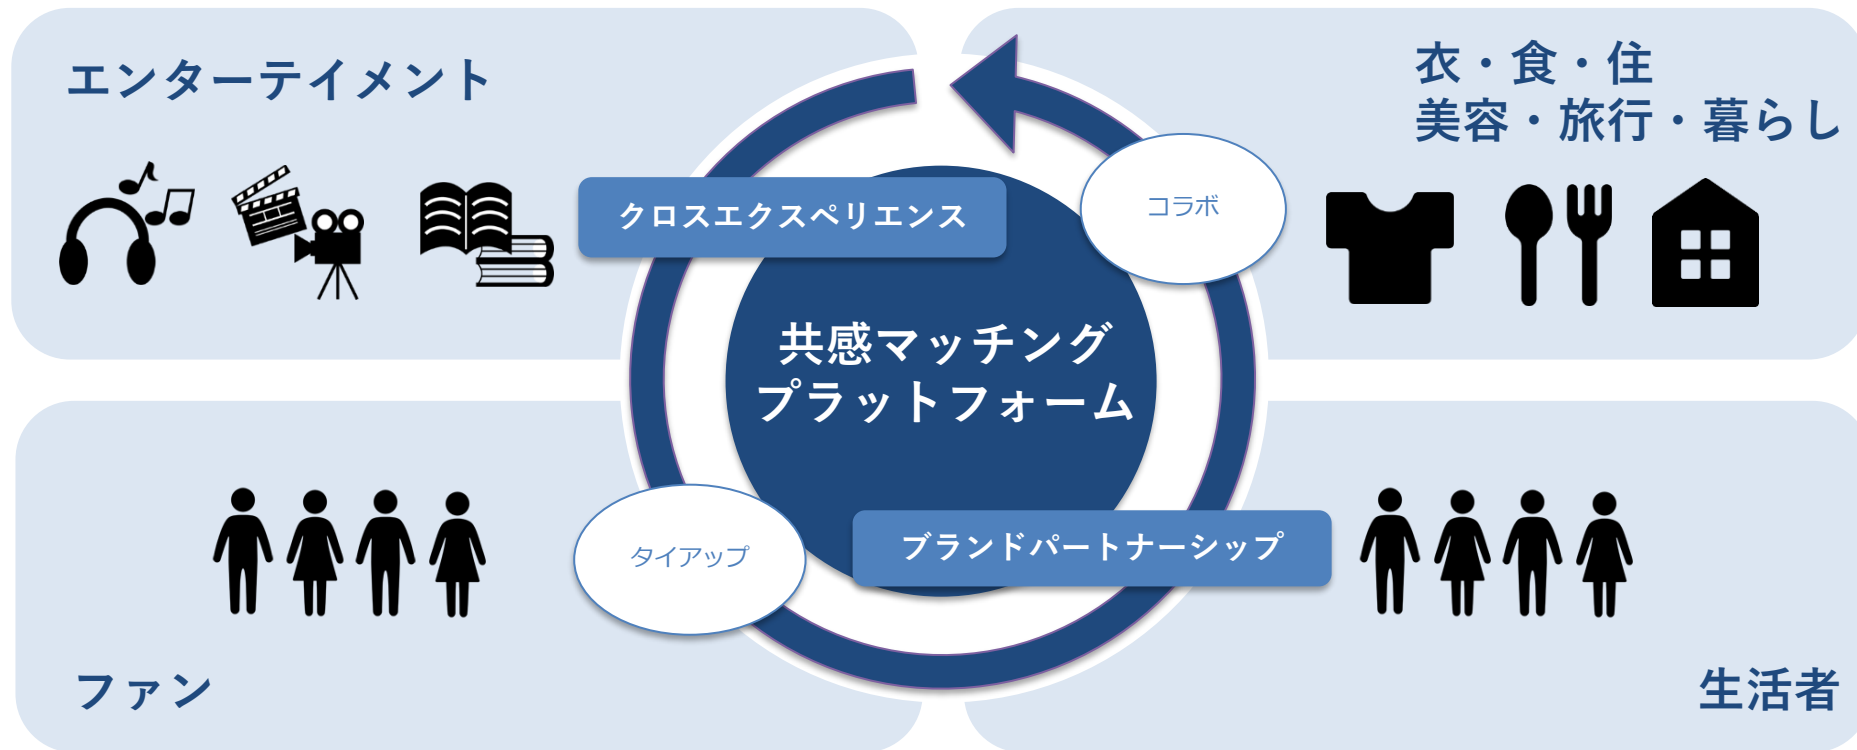 エンターテイメント
衣・食・住
美容・旅行・暮らし
クロスエクスペリエンス
コラボ
共感マッチング
プラットフォーム
タイアップ
ブランドパートナーシップ
ファン
生活者